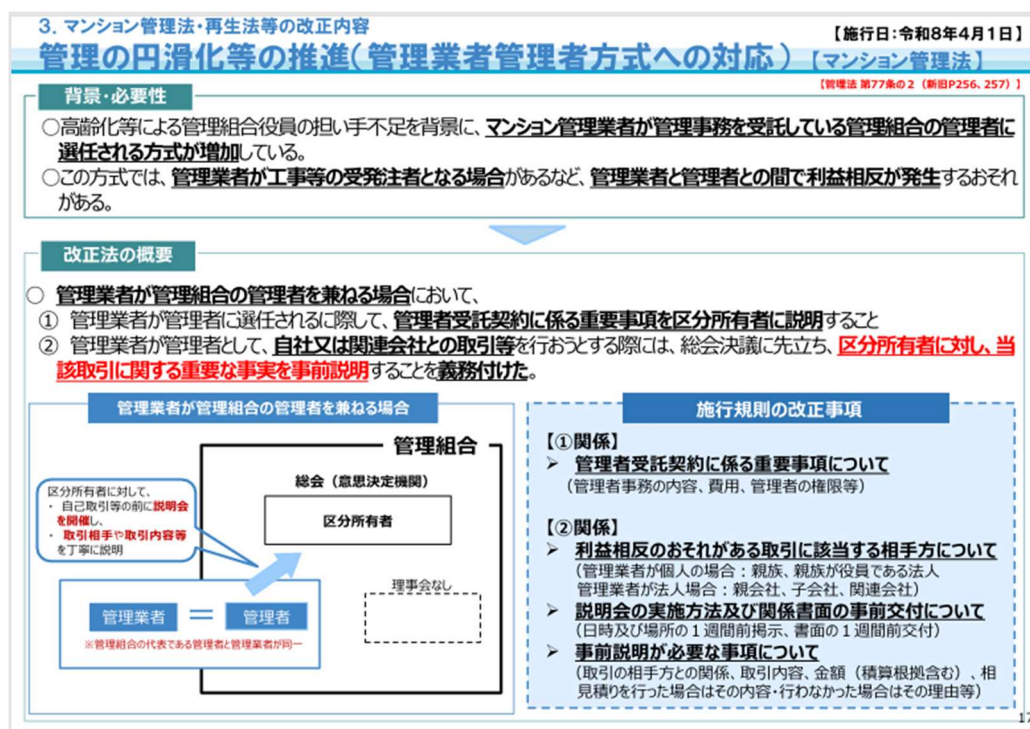 3. マンション管理法・再生法等の改正内容
【施行日:令和8年4月1日】
管理の円滑化等の推進(管理業者管理者方式への対応)【マンション管理法】
【管理法 第77条の2（新旧P256、257）】
背景・必要性
○高齢化等による管理組合役員の担い手不足を背景に、マンション管理業者が管理事務を受託している管理組合の管理者に
選任される方式が増加している。
○この方式では、管理業者が工事等の受発注者となる場合があるなど、管理業者と管理者との間で利益相反が発生するおそれ
がある。
改正法の概要
○ 管理業者が管理組合の管理者を兼ねる場合において、
① 管理業者が管理者に選任されるに際して、管理者受託契約に係る重要事項を区分所有者に説明すること
② 管理業者が管理者として、自社又は関連会社との取引等を行おうとする際には、総会決議に先立ち、区分所有者に対し、当
該取引に関する重要な事実を事前説明することを義務付けた。
管理業者が管理組合の管理者を兼ねる場合
管理組合
総会（意思決定機関）
区分所有者
区分所有者に対して、
・ 自己取引等の前に説明会
を開催し、
・ 取引相手や取引内容等
を丁寧に説明
理事会なし
管理業者 = 管理者
※管理組合の代表である管理者と管理業者が同一
施行規則の改正事項
【①関係】
➢ 管理者受託契約に係る重要事項について
（管理者事務の内容、費用、管理者の権限等）
【②関係】
➢ 利益相反のおそれがある取引に該当する相手方について
（管理業者が個人の場合：親族、親族が役員である法人
管理業者が法人場合：親会社、子会社、関連会社）
➢ 説明会の実施方法及び関係書面の事前交付について
（日時及び場所の１週間前掲示、書面の１週間前交付）
➢ 事前説明が必要な事項について
（取引の相手方との関係、取引内容、金額（積算根拠含む）、相
見積りを行った場合はその内容・行わなかった場合はその理由等）
17